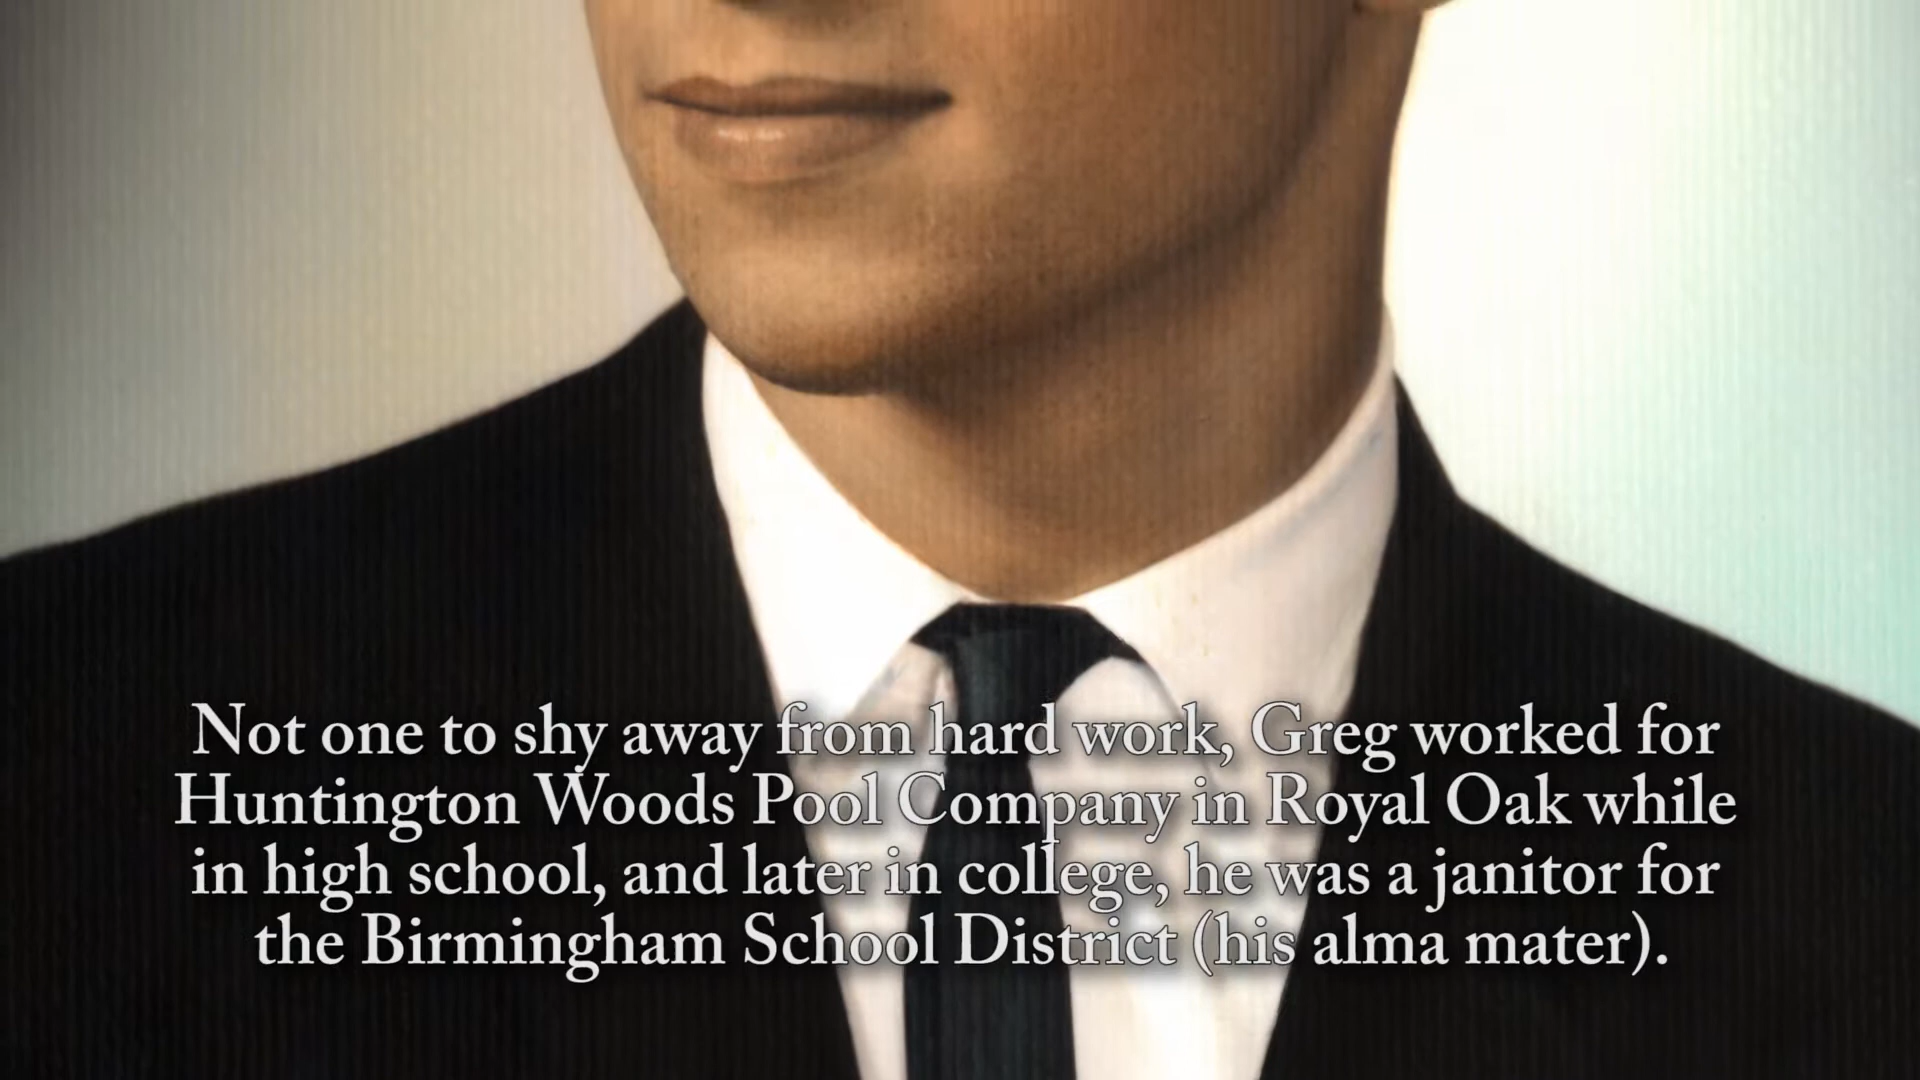 Not one to shy away from hard work, Greg worked for
Huntington Woods Pool Company in Royal Oak while
in high school, and later in college, he was a janitor for
the Birmingham School District (his alma mater).